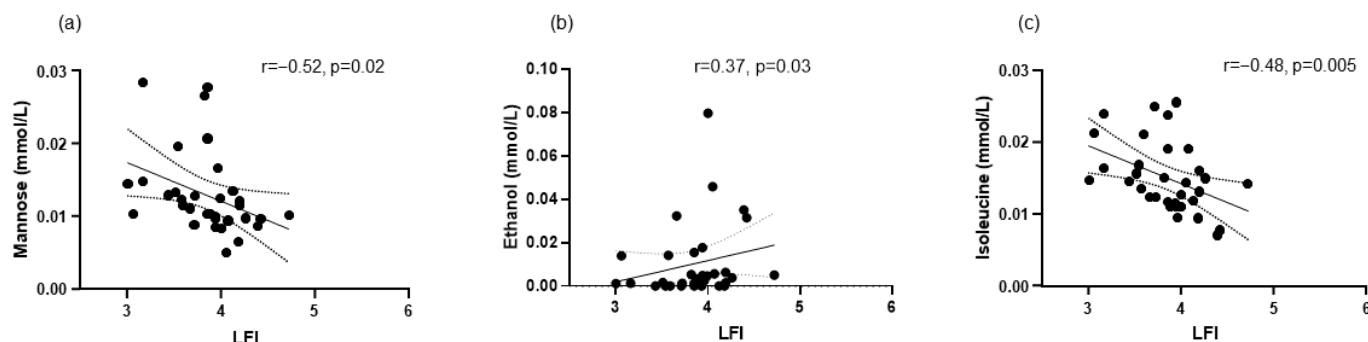 (a)
r=−0.52, p=0.02
Mannose (mmol/L)
0.03
0.02
0.01
0.00
3 4 5 6
LFI
(b)
r=0.37, p=0.03
Ethanol (mmol/L)
0.10
0.08
0.06
0.04
0.02
0.00
3 4 5 6
LFI
(c)
r=−0.48, p=0.005
Isoleucine (mmol/L)
0.03
0.02
0.01
0.00
3 4 5 6
LFI